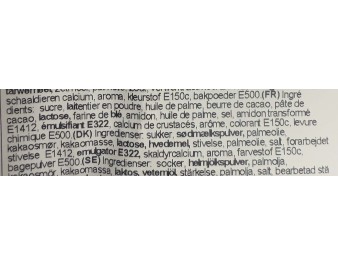 schaaldieren calcium, aroma, kleurstof E150c, bakpoeder E500.(FR) Ingré
dients: sucre, lait entier en poudre, huile de palme, beurre de cacao, pâte de
cacao, lactose, farine de blé, amidon, huile de palme, sel, amidon transformé
E1412, émulsifiant E322, calcium de crustacés, arôme, colorant E150c, levure
chimique E500.(DK) Ingredienser: sukker, sødmælkspulver, palmeolie,
kakaosmør, kakaomasse, lactose, hvedemel, stivelse, palmeolie, salt, forarbejdet
stivelse E1412, emulgator E322, skaldyrcalcium, aroma, farvestof E150c,
bagepulver E500.(SE) Ingredienser: socker, helmjölkspulver, palmolja,
kakaosmör, kakaomassa, laktos, vetemjöl, stärkelse, palmolja, salt, bearbetad stä